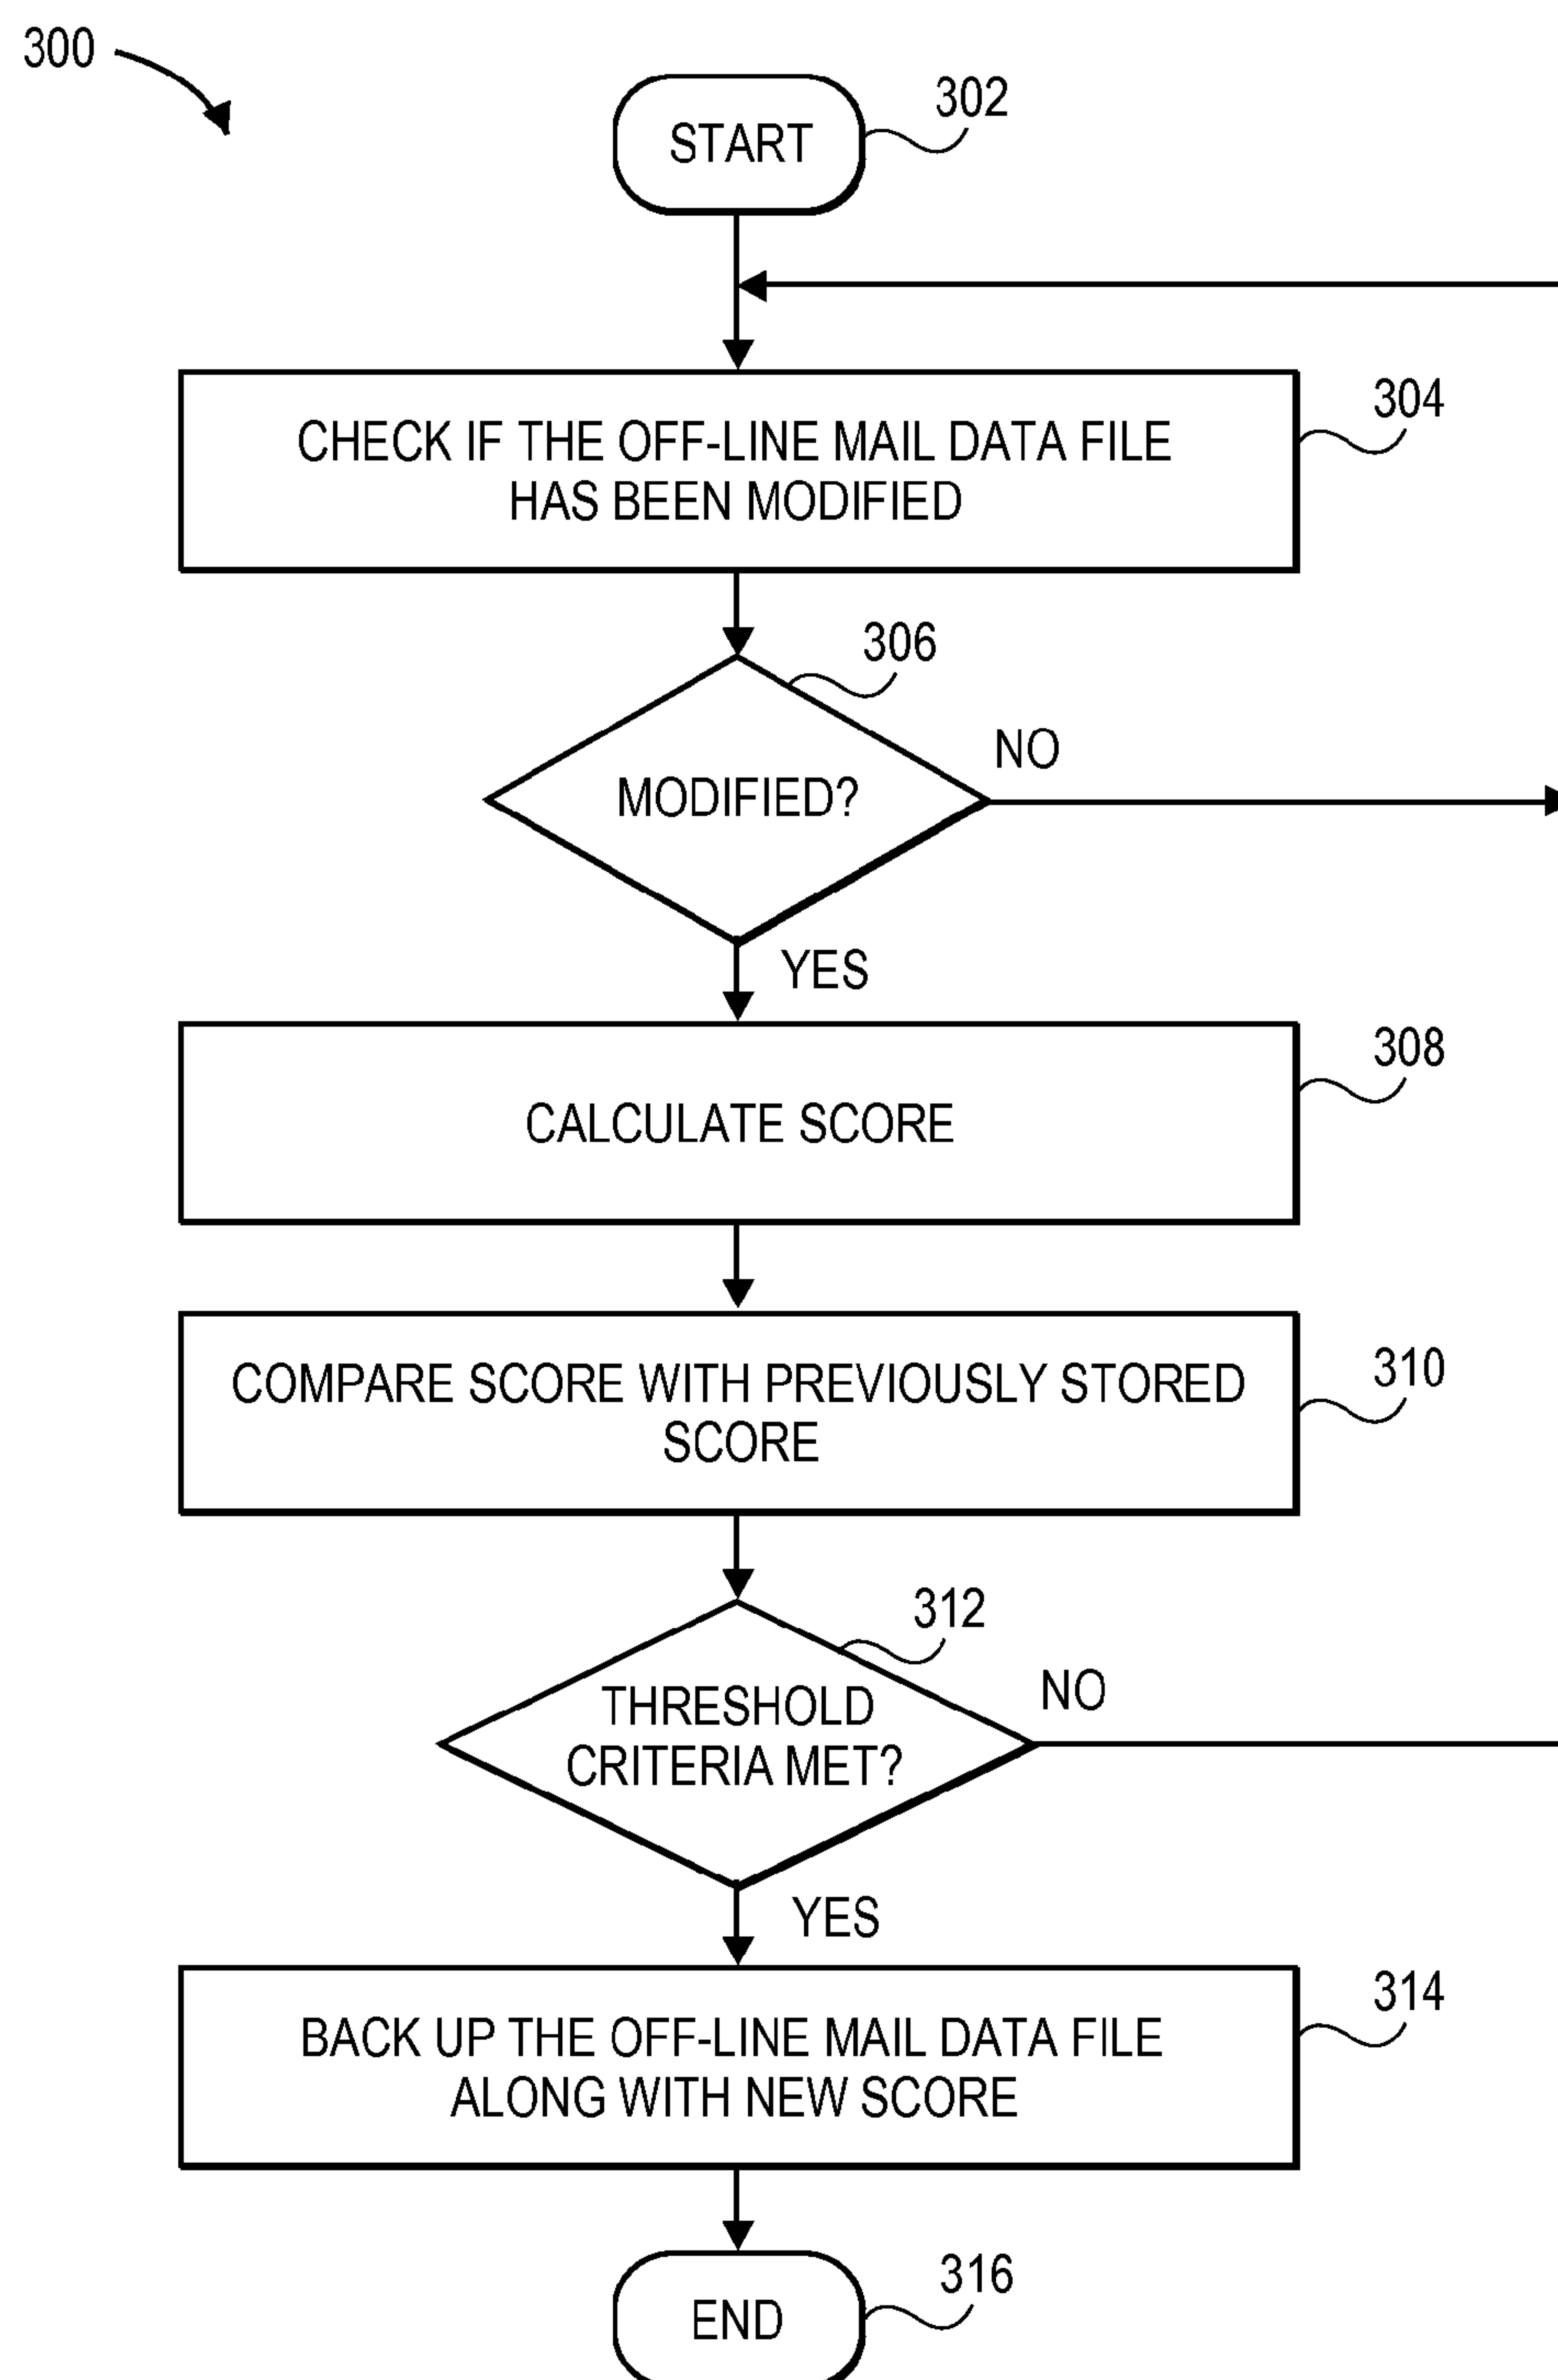 300
START
302
CHECK IF THE OFF-LINE MAIL DATA FILE
HAS BEEN MODIFIED
304
306
MODIFIED?
NO
YES
CALCULATE SCORE
308
COMPARE SCORE WITH PREVIOUSLY STORED
SCORE
310
312
THRESHOLD
CRITERIA MET?
NO
YES
BACK UP THE OFF-LINE MAIL DATA FILE
ALONG WITH NEW SCORE
314
END
316